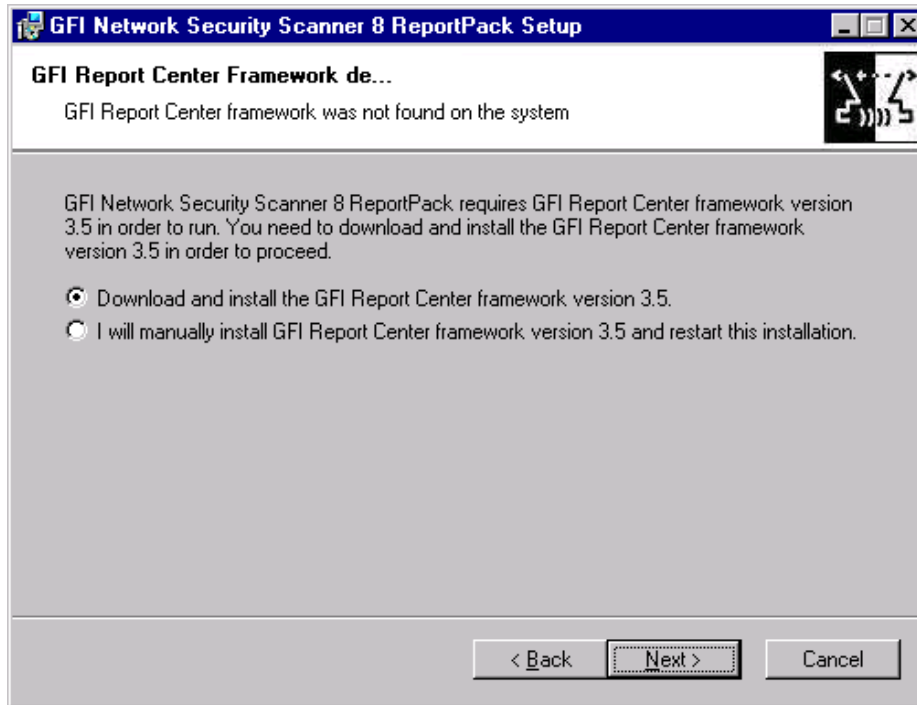 GFI Network Security Scanner 8 ReportPack Setup
GFI Report Center Framework de...
GFI Report Center framework was not found on the system
GFI Network Security Scanner 8 ReportPack requires GFI Report Center framework version
3.5 in order to run. You need to download and install the GFI Report Center framework
version 3.5 in order to proceed.
Download and install the GFI Report Center framework version 3.5.
I will manually install GFI Report Center framework version 3.5 and restart this installation.
< Back Next > Cancel